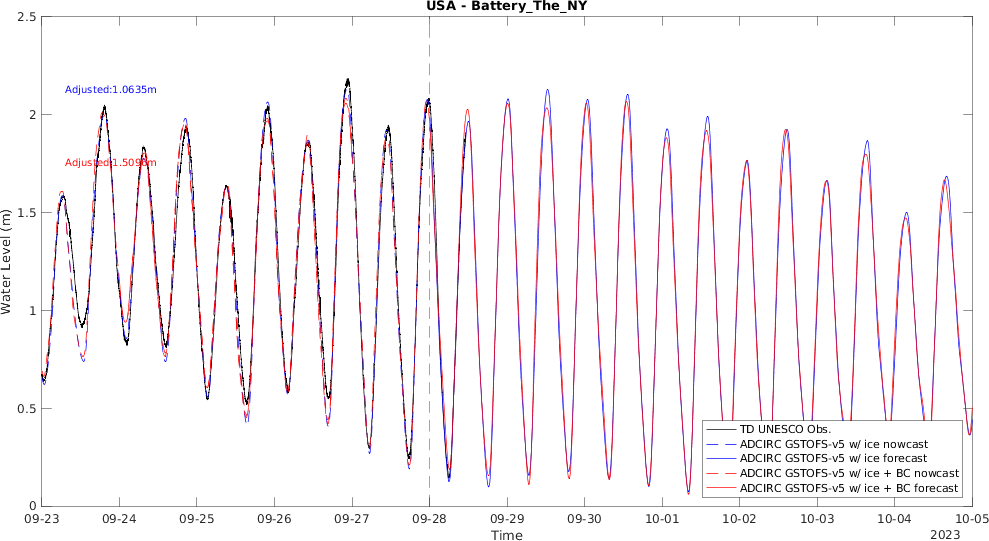 USA - Battery_The_NY
2.5
2
1.5
1
0.5
0
Water Level (m)
Adjusted:1.0635m
Adjusted:1.5096m
TD UNESCO Obs.
ADCIRC GSTOFS-v5 w/ ice nowcast
ADCIRC GSTOFS-v5 w/ ice forecast
ADCIRC GSTOFS-v5 w/ ice + BC nowcast
ADCIRC GSTOFS-v5 w/ ice + BC forecast
09-23 09-24 09-25 09-26 09-27 09-28 09-29 09-30 10-01 10-02 10-03 10-04 10-05
Time
2023